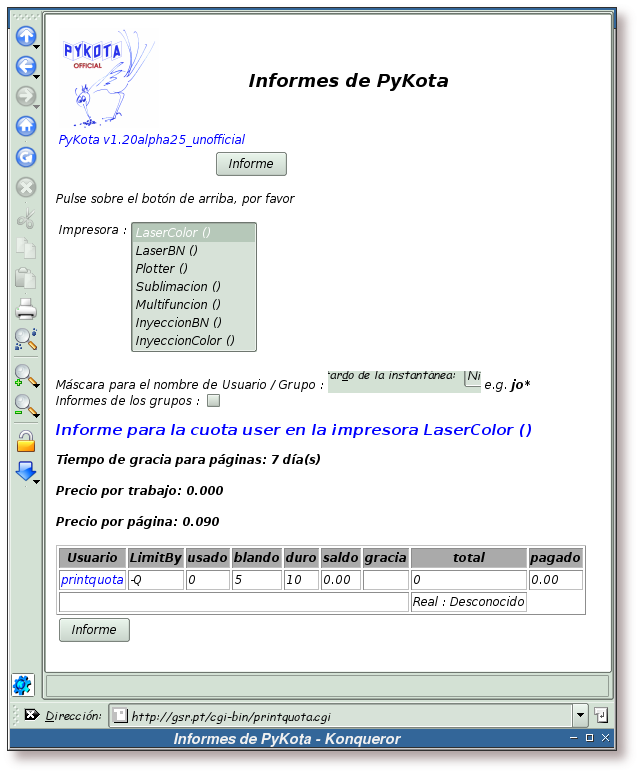 PYKOTA
OFFICIAL
Informes de PyKota
PyKota v1.20alpha25_unofficial
Informe
Pulse sobre el botón de arriba, por favor
Impresora :
LaserColor ()
LaserBN ()
Plotter ()
Sublimacion ()
Multifuncion ()
InyeccionBN ()
InyeccionColor ()
Máscara para el nombre de Usuario / Grupo : tardo de la instantánea: Ni e.g. jo*
Informes de los grupos :
Informe para la cuota user en la impresora LaserColor ()
Tiempo de gracia para páginas: 7 día(s)
Precio por trabajo: 0.000
Precio por página: 0.090
Usuario LimitBy usado blando duro saldo gracia total pagado
printquota -Q 0 5 10 0.00 0 0.00
Real : Desconocido
Informe
Dirección: http://gsr.pt/cgi-bin/printquota.cgi
Informes de PyKota - Konqueror